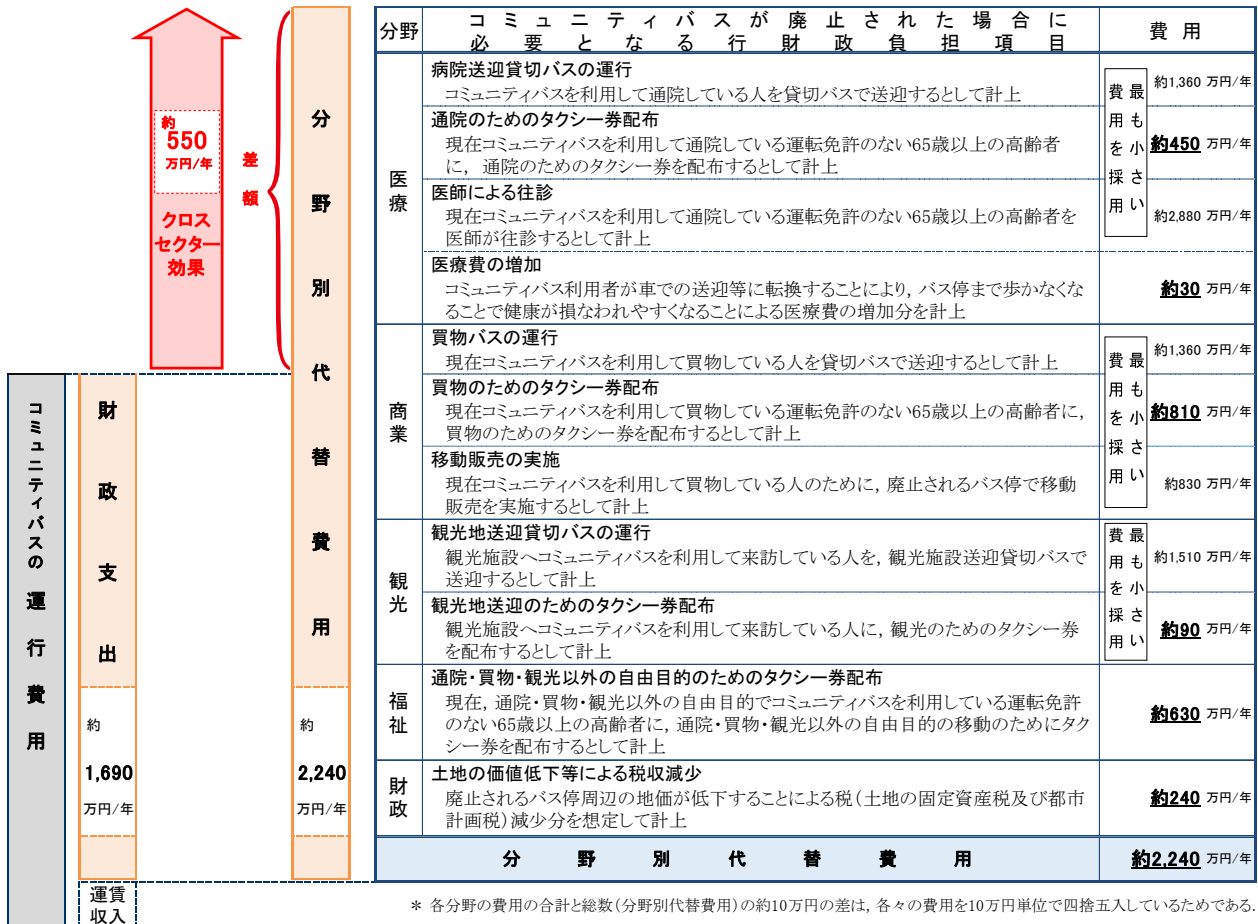 約
550
万円/年
クロス
セクター
効果
差額
分野別代替費用
約
2,240
万円/年
コミュニティバスの運行費用
財政支出
約
1,690
万円/年
運賃
収入
分野
コミュニティバスが廃止された場合に
必要となる行財政負担項目
費用
医療
病院送迎貸切バスの運行
コミュニティバスを利用して通院している人を貸切バスで送迎するとして計上
約1,360 万円/年
通院のためのタクシー券配布
現在コミュニティバスを利用して通院している運転免許のない65歳以上の高齢者
に, 通院のためのタクシー券を配布するとして計上
約450 万円/年
医師による往診
現在コミュニティバスを利用して通院している運転免許のない65歳以上の高齢者を
医師が往診するとして計上
約2,880 万円/年
最も小さい
費用を採用
医療費の増加
コミュニティバス利用者が車での送迎等に転換することにより, バス停まで歩かなくな
ることで健康が損なわれやすくなることによる医療費の増加分を計上
約30 万円/年
商業
買物バスの運行
現在コミュニティバスを利用して買物している人を貸切バスで送迎するとして計上
約1,360 万円/年
買物のためのタクシー券配布
現在コミュニティバスを利用して買物している運転免許のない65歳以上の高齢者に,
買物のためのタクシー券を配布するとして計上
約810 万円/年
移動販売の実施
現在コミュニティバスを利用して買物している人のために, 廃止されるバス停で移動
販売を実施するとして計上
約830 万円/年
最も小さい
費用を採用
観光
観光地送迎貸切バスの運行
観光施設へコミュニティバスを利用して来訪している人を, 観光施設送迎貸切バスで
送迎するとして計上
約1,510 万円/年
観光地送迎のためのタクシー券配布
観光施設へコミュニティバスを利用して来訪している人に, 観光のためのタクシー券
を配布するとして計上
約90 万円/年
最も小さい
費用を採用
福祉
通院・買物・観光以外の自由目的のためのタクシー券配布
現在, 通院・買物・観光以外の自由目的でコミュニティバスを利用している運転免許
のない65歳以上の高齢者に, 通院・買物・観光以外の自由目的の移動のためにタク
シー券を配布するとして計上
約630 万円/年
財政
土地の価値低下等による税収減少
廃止されるバス停周辺の地価が低下することによる税(土地の固定資産税及び都市
計画税)減少分を想定して計上
約240 万円/年
分野別代替費用
約2,240 万円/年
＊ 各分野の費用の合計と総数(分野別代替費用)の約10万円の差は, 各々の費用を10万円単位で四捨五入しているためである.